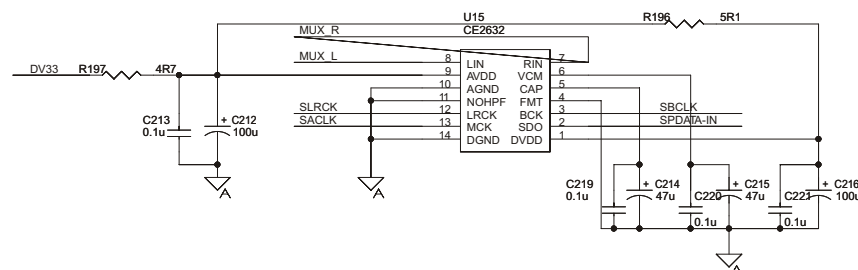 U15
CE2632
R196 5R1
MUX_R
MUX_L
DV33 R197 4R7
8 LIN RIN 7
9 AVDD VCM 6
10 AGND CAP 5
11 NOHPF FMT 4
SLRCK 12 LRCK BCK 3 SBCLK
SACLK 13 MCK SDO 2 SPDATA-IN
14 DGND DVDD 1
C213
0.1u
+ C212
100u
A
A
C219
0.1u
+ C214
47u
C220
0.1u
+ C215
47u
C221
0.1u
+ C216
100u
A